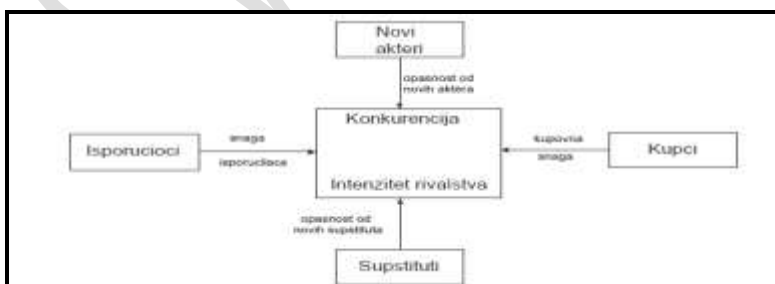 Novi
akteri
opasnost od
novih aktera
Konkurencija
Isporucioci
snaga
isporucilaca
kupovna
snaga
Kupci
Intenzitet rivalstva
opasnost od
novih supstituta
Supstituti